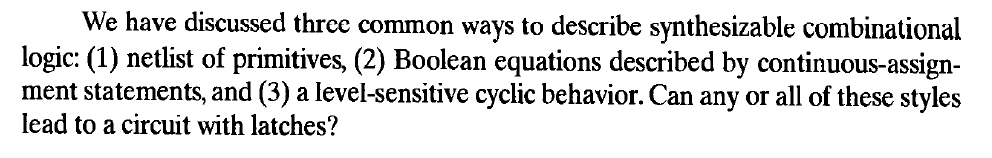 We have discussed three common ways to describe synthesizable combinational
logic: (1) netlist of primitives, (2) Boolean equations described by continuous-assign-
ment statements, and (3) a level-sensitive cyclic behavior. Can any or all of these styles
lead to a circuit with latches?